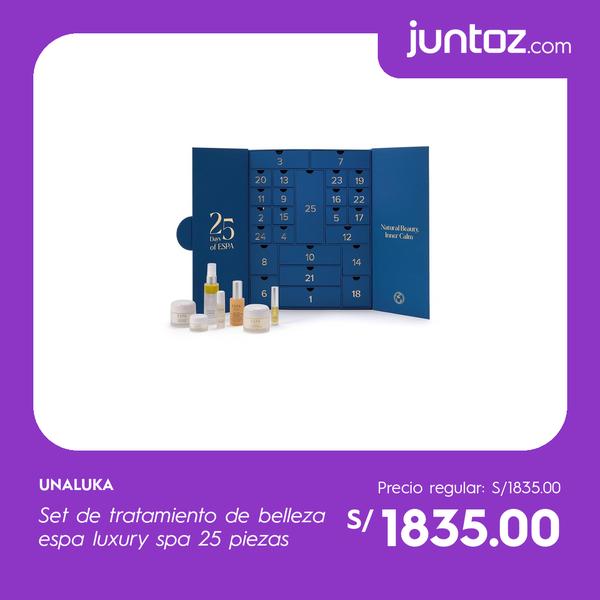 juntoz.com
3 7
20 13 23 19
11 9 16 22
25
2 15 5 17
24 4 12
8 10 14
21
6 1 18
25
Days
of ESPA
Natural Beauty,
Inner Calm
UNALUKA
Set de tratamiento de belleza
espa luxury spa 25 piezas
Precio regular: S/1835.00
S/ 1835.00